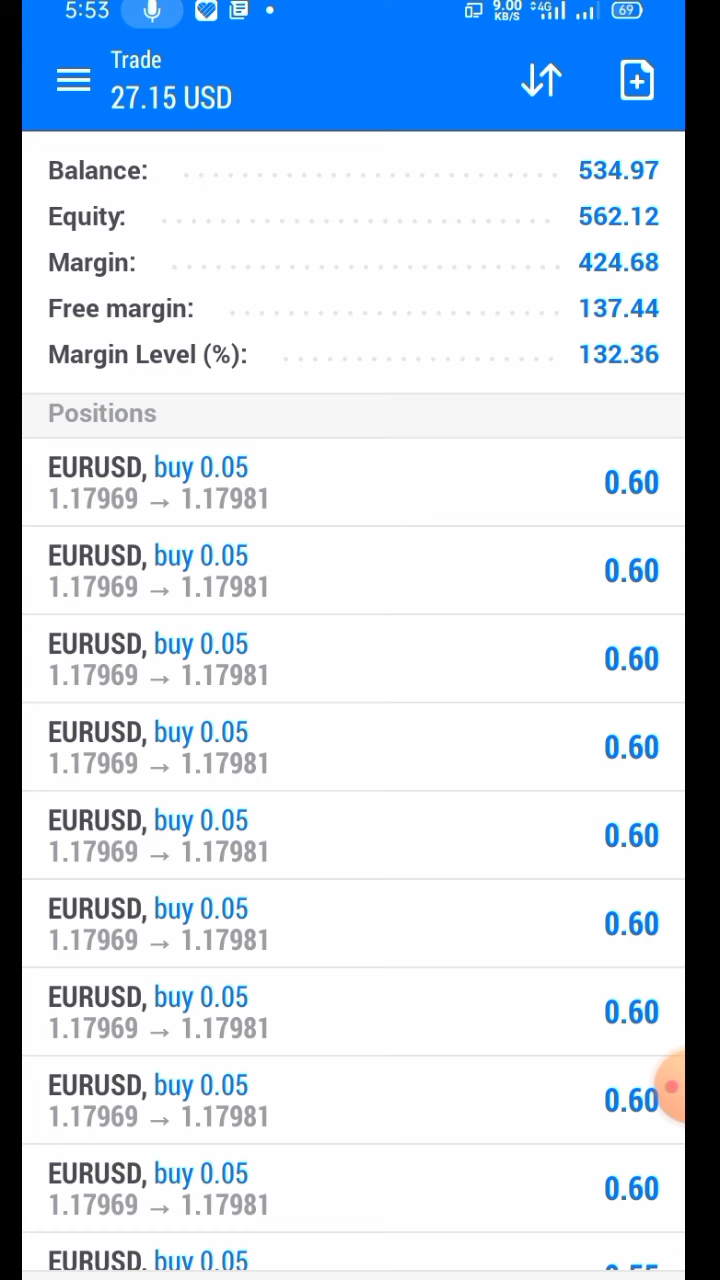 5:53 9.00 KB/S 4G 69
Trade
27.15 USD
Balance: 534.97
Equity: 562.12
Margin: 424.68
Free margin: 137.44
Margin Level (%): 132.36
Positions
EURUSD, buy 0.05
1.17969 → 1.17981 0.60
EURUSD, buy 0.05
1.17969 → 1.17981 0.60
EURUSD, buy 0.05
1.17969 → 1.17981 0.60
EURUSD, buy 0.05
1.17969 → 1.17981 0.60
EURUSD, buy 0.05
1.17969 → 1.17981 0.60
EURUSD, buy 0.05
1.17969 → 1.17981 0.60
EURUSD, buy 0.05
1.17969 → 1.17981 0.60
EURUSD, buy 0.05
1.17969 → 1.17981 0.60
EURUSD, buy 0.05
1.17969 → 1.17981 0.60
EURUSD, buy 0.05